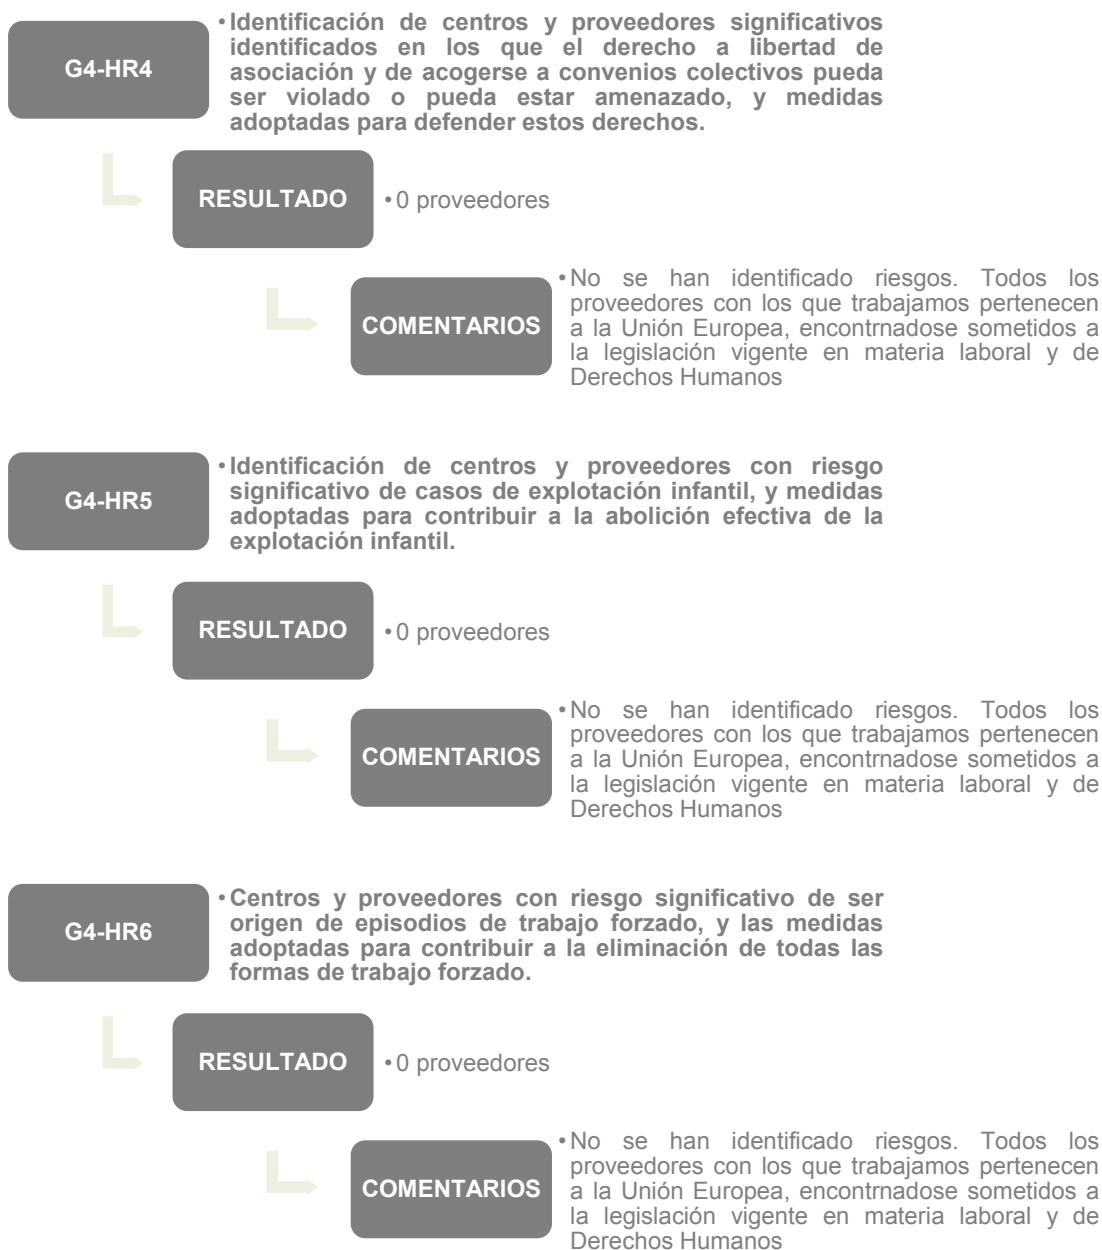 G4-HR4
• Identificación de centros y proveedores significativos
identificados en los que el derecho a libertad de
asociación y de acogerse a convenios colectivos pueda
ser violado o pueda estar amenazado, y medidas
adoptadas para defender estos derechos.
RESULTADO
• 0 proveedores
COMENTARIOS
• No se han identificado riesgos. Todos los
proveedores con los que trabajamos pertenecen
a la Unión Europea, encontrnadose sometidos a
la legislación vigente en materia laboral y de
Derechos Humanos
G4-HR5
• Identificación de centros y proveedores con riesgo
significativo de casos de explotación infantil, y medidas
adoptadas para contribuir a la abolición efectiva de la
explotación infantil.
RESULTADO
• 0 proveedores
COMENTARIOS
• No se han identificado riesgos. Todos los
proveedores con los que trabajamos pertenecen
a la Unión Europea, encontrnadose sometidos a
la legislación vigente en materia laboral y de
Derechos Humanos
G4-HR6
• Centros y proveedores con riesgo significativo de ser
origen de episodios de trabajo forzado, y las medidas
adoptadas para contribuir a la eliminación de todas las
formas de trabajo forzado.
RESULTADO
• 0 proveedores
COMENTARIOS
• No se han identificado riesgos. Todos los
proveedores con los que trabajamos pertenecen
a la Unión Europea, encontrnadose sometidos a
la legislación vigente en materia laboral y de
Derechos Humanos